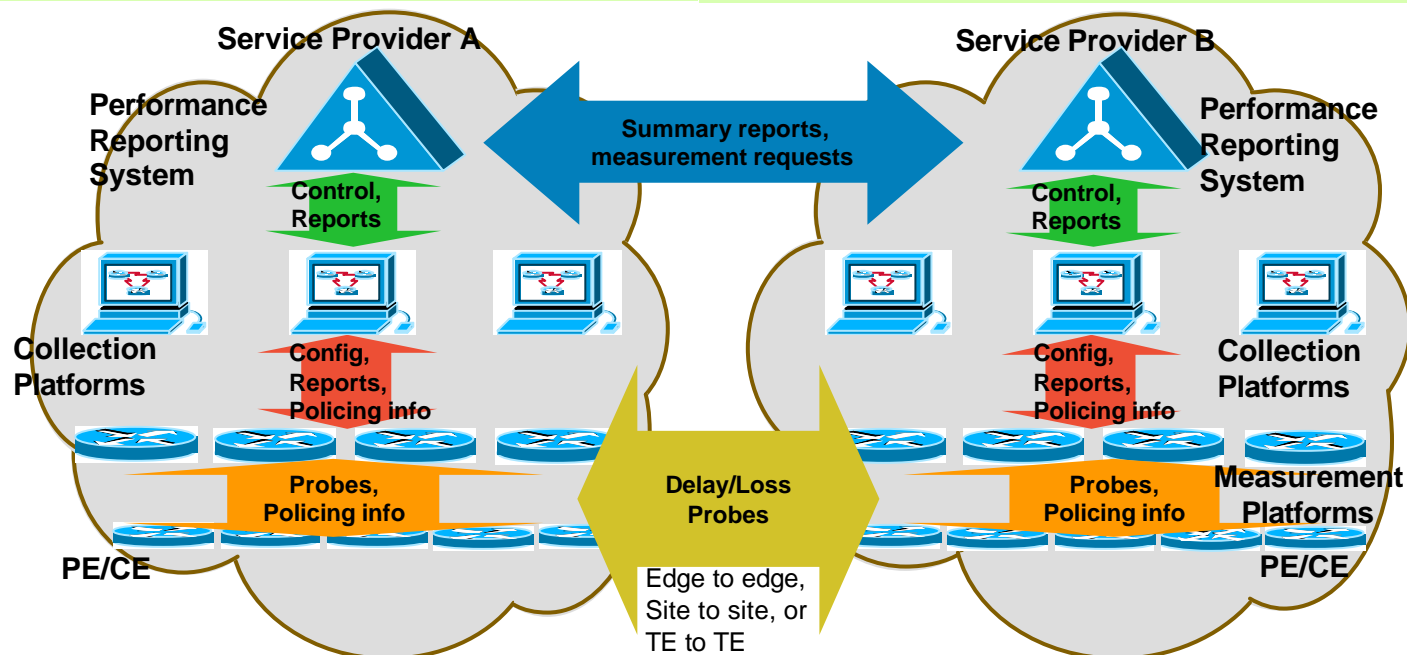 Service Provider A
Service Provider B
Performance
Reporting
System
Summary reports,
measurement requests
Performance
Reporting
System
Control,
Reports
Control,
Reports
Collection
Platforms
Config,
Reports,
Policing info
Config,
Reports,
Policing info
Collection
Platforms
Probes,
Policing info
Delay/Loss
Probes
Probes,
Policing info
Measurement
Platforms
PE/CE
Edge to edge,
Site to site, or
TE to TE
PE/CE